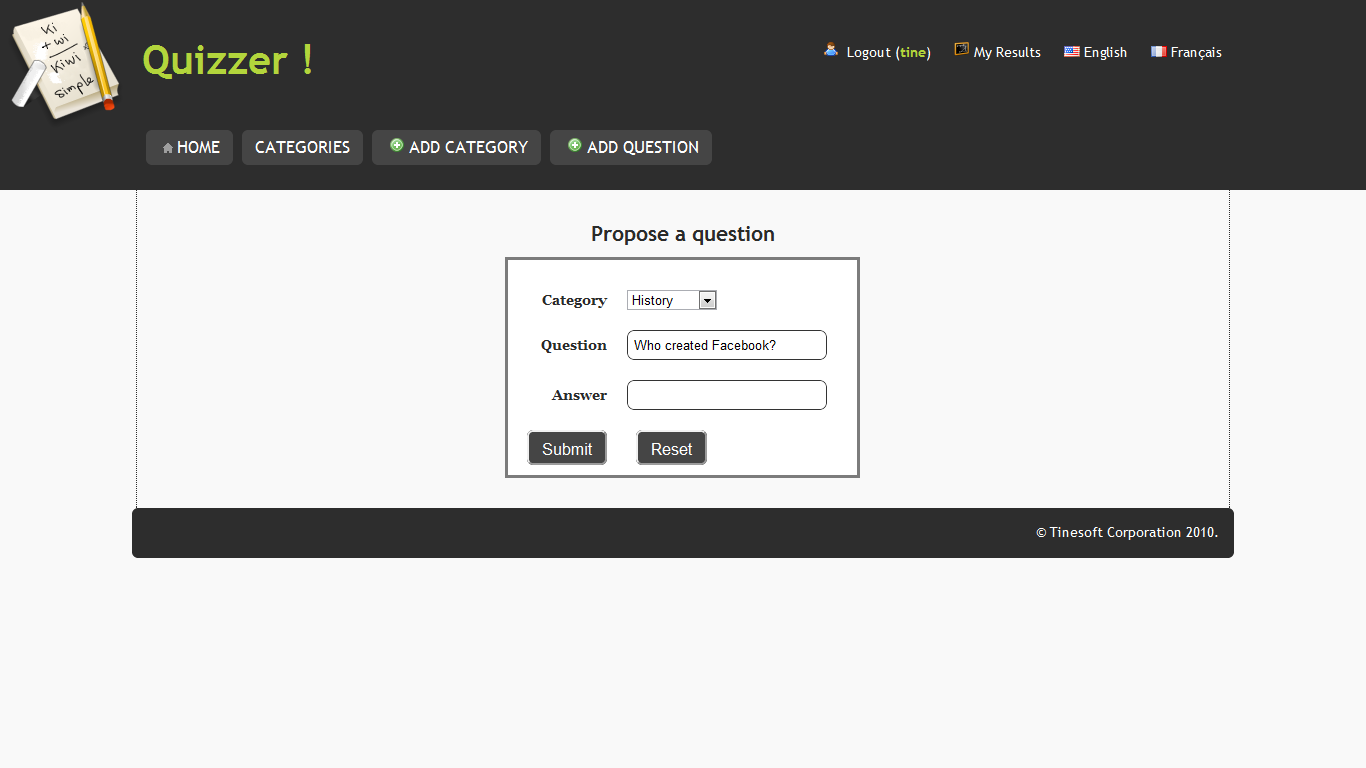 Ki
+ wi
Kiwi
simple
Quizzer !
Logout (tine) My Results English Français
HOME CATEGORIES ADD CATEGORY ADD QUESTION
Propose a question
Category History
Question Who created Facebook?
Answer
Submit Reset
© Tinesoft Corporation 2010.